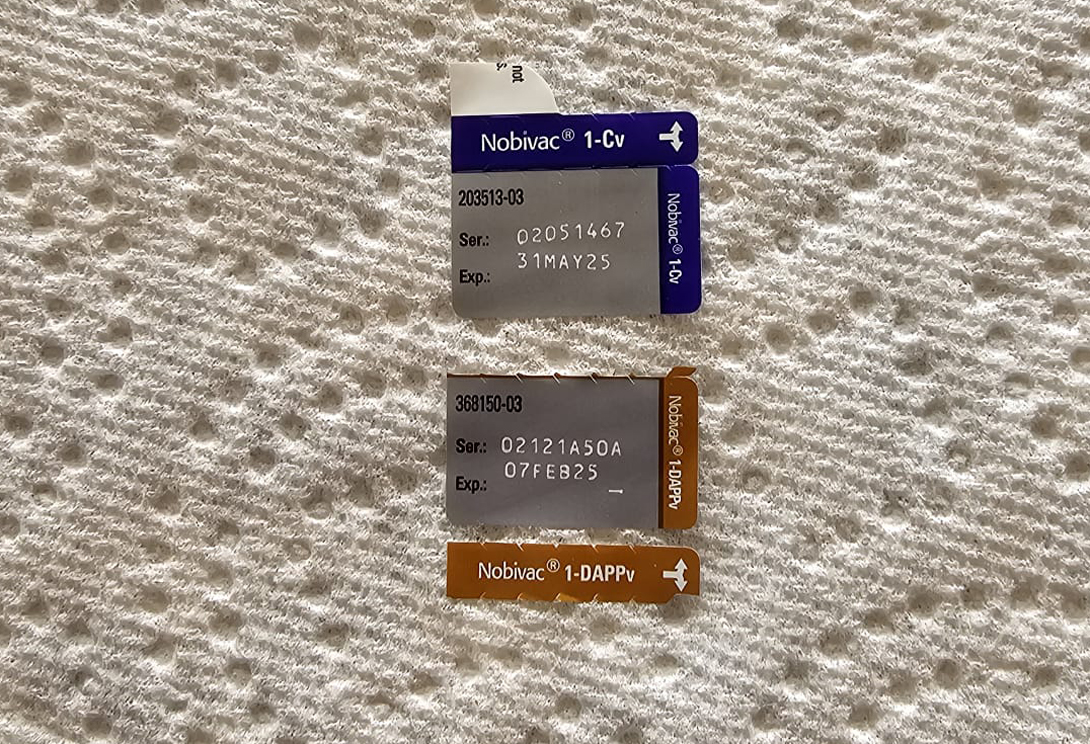 not
s.
Nobivac® 1-Cv
203513-03
Ser.: 02051467
31MAY25
Exp.:
Nobivac® 1-Cv
368150-03
Ser.: 02121A50A
07FEB25
Exp.:
Nobivac® 1-DAPPv
Nobivac® 1-DAPPv